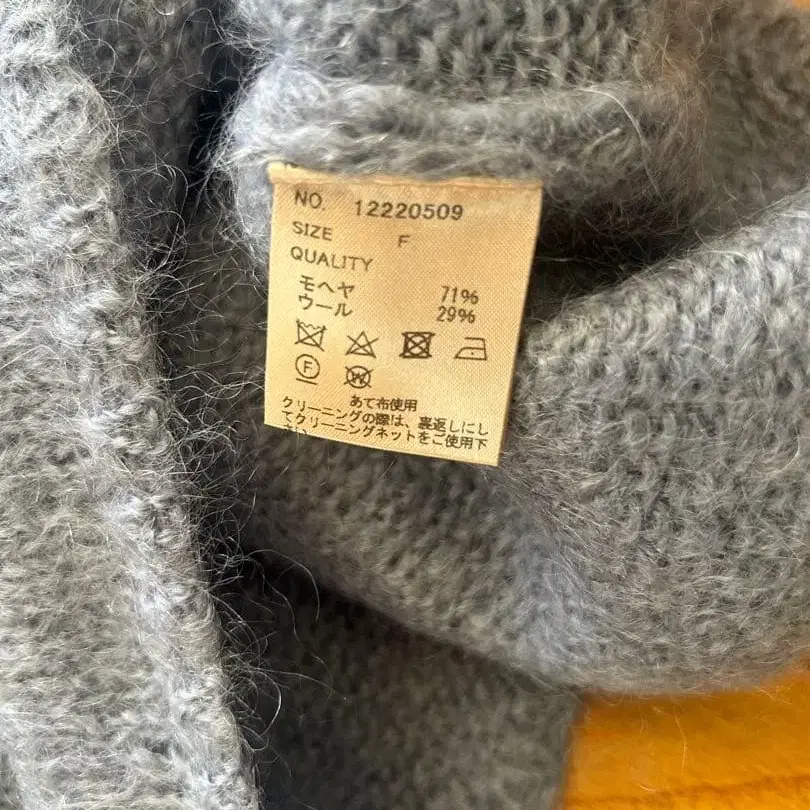 NO. 12220509
SIZE F
QUALITY
モヘヤ 71%
ウール 29%
F W
あて布使用
クリーニングの際は、裏返しにし
てクリーニングネットをご使用下
さい